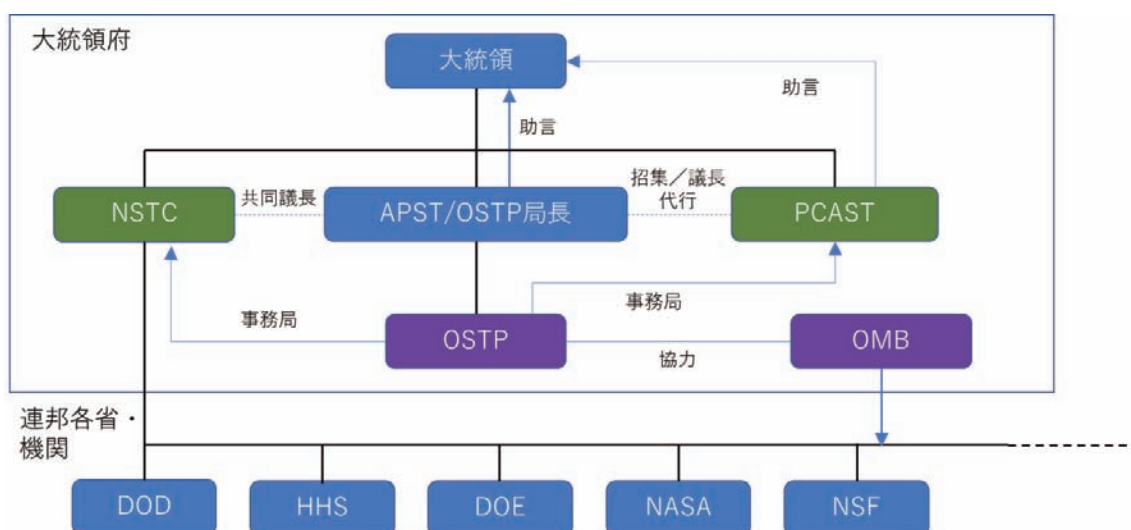 大統領府
大統領
助言
助言
NSTC
共同議長
APST/OSTP局長
招集／議長
代行
PCAST
事務局
OSTP
事務局
協力
OMB
連邦各省・
機関
DOD
HHS
DOE
NASA
NSF